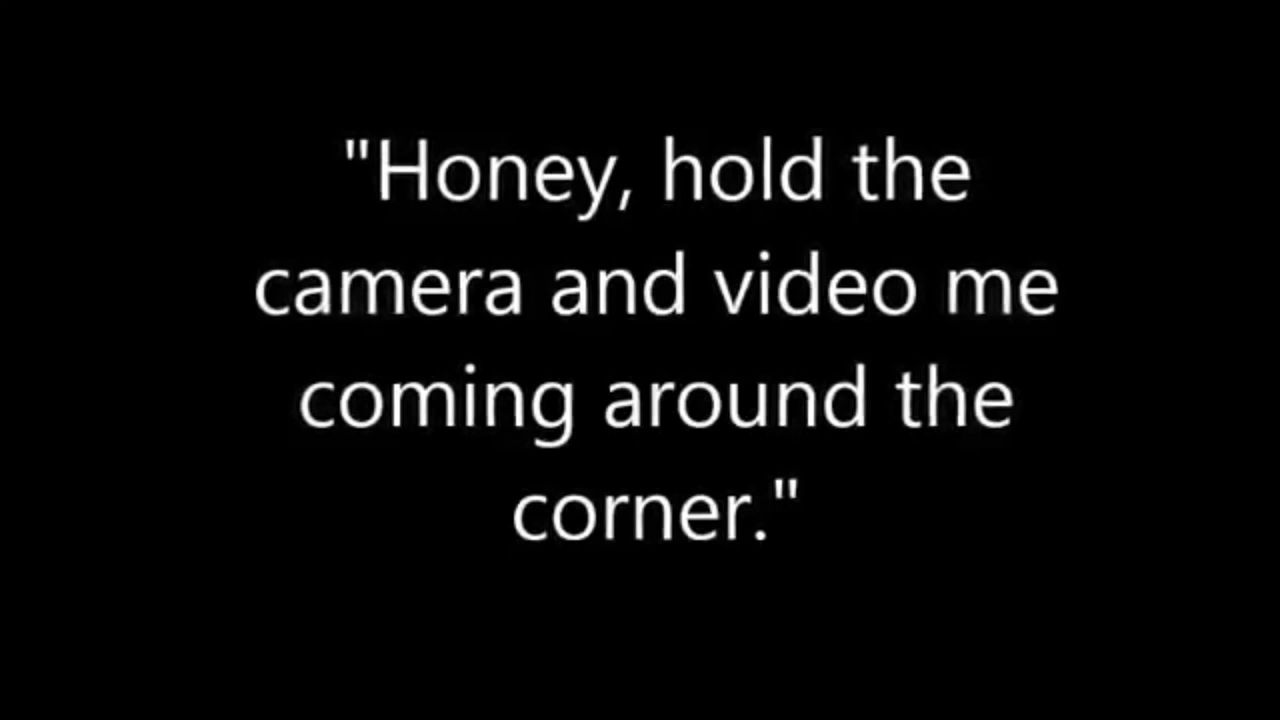 "Honey, hold the
camera and video me
coming around the
corner."